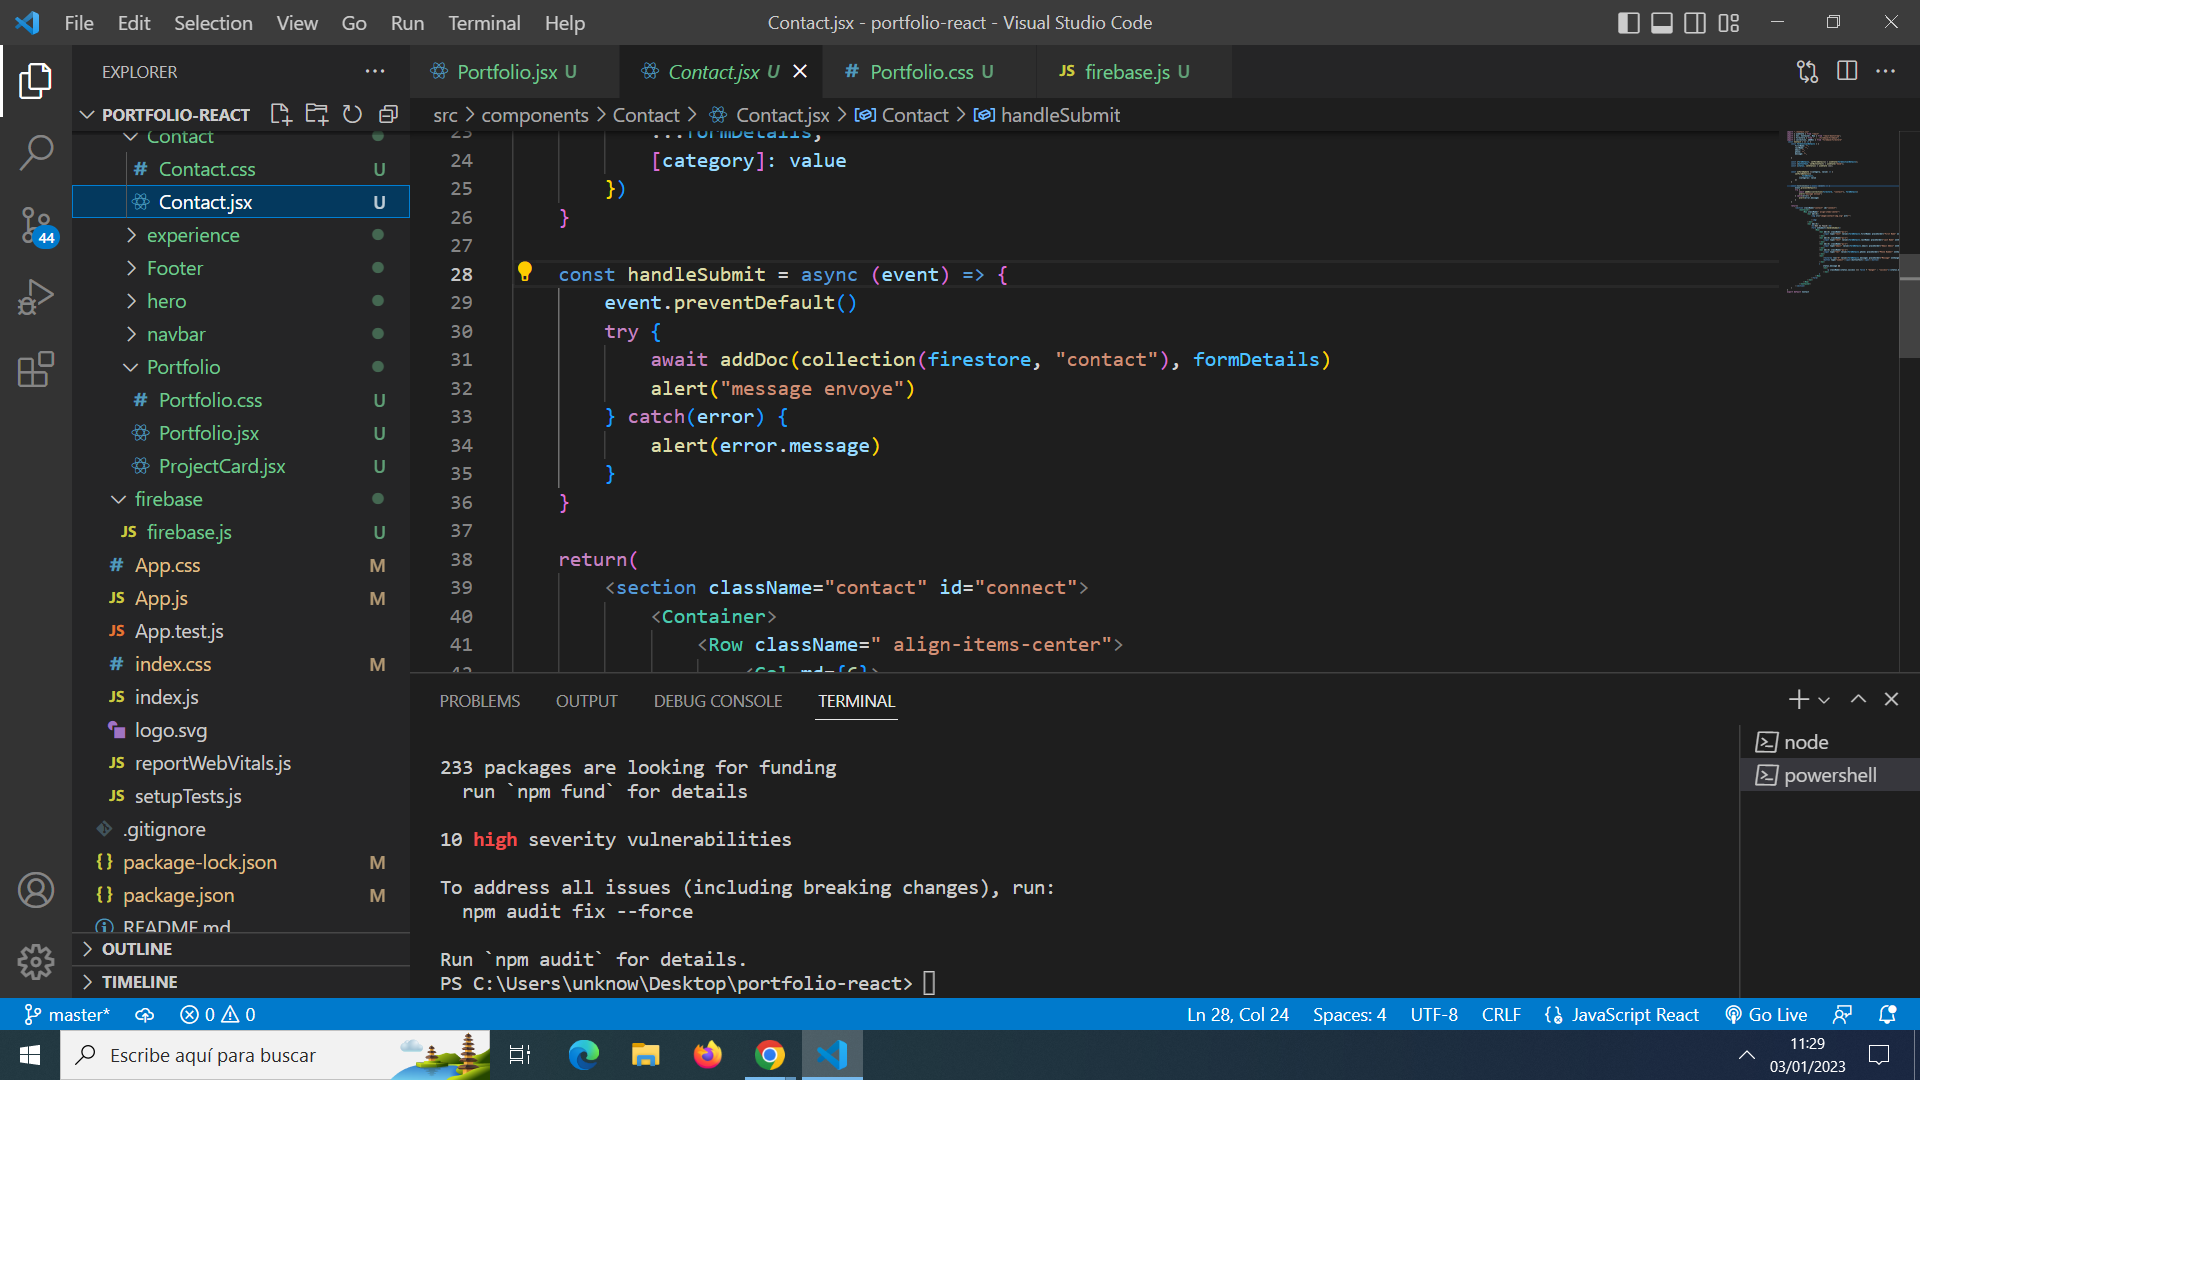 File Edit Selection View Go Run Terminal Help
Contact.jsx - portfolio-react - Visual Studio Code
EXPLORER
PORTFOLIO-REACT
Contact
Contact.css U
Contact.jsx U
experience
Footer
hero
navbar
Portfolio
Portfolio.css U
Portfolio.jsx U
ProjectCard.jsx U
firebase
firebase.js U
App.css M
App.js M
App.test.js
index.css M
index.js
logo.svg
reportWebVitals.js
setupTests.js
.gitignore
package-lock.json M
package.json M
README.md
OUTLINE
TIMELINE
44
Portfolio.jsx U Contact.jsx U Portfolio.css U firebase.js U
src > components > Contact > Contact.jsx > Contact > handleSubmit
23 ...formDetails,
24 [category]: value
25 })
26 }
27
28 const handleSubmit = async (event) => {
29 event.preventDefault()
30 try {
31 await addDoc(collection(firestore, "contact"), formDetails)
32 alert("message envoye")
33 } catch(error) {
34 alert(error.message)
35 }
36 }
37
38 return(
39 <section className="contact" id="connect">
40 <Container>
41 <Row className=" align-items-center">
42 <Col md={6}>
PROBLEMS OUTPUT DEBUG CONSOLE TERMINAL
233 packages are looking for funding
run `npm fund` for details
10 high severity vulnerabilities
To address all issues (including breaking changes), run:
npm audit fix --force
Run `npm audit` for details.
PS C:\Users\unknow\Desktop\portfolio-react>
node
powershell
master* 0 0 Ln 28, Col 24 Spaces: 4 UTF-8 CRLF JavaScript React Go Live
Escribe aquí para buscar
11:29
03/01/2023